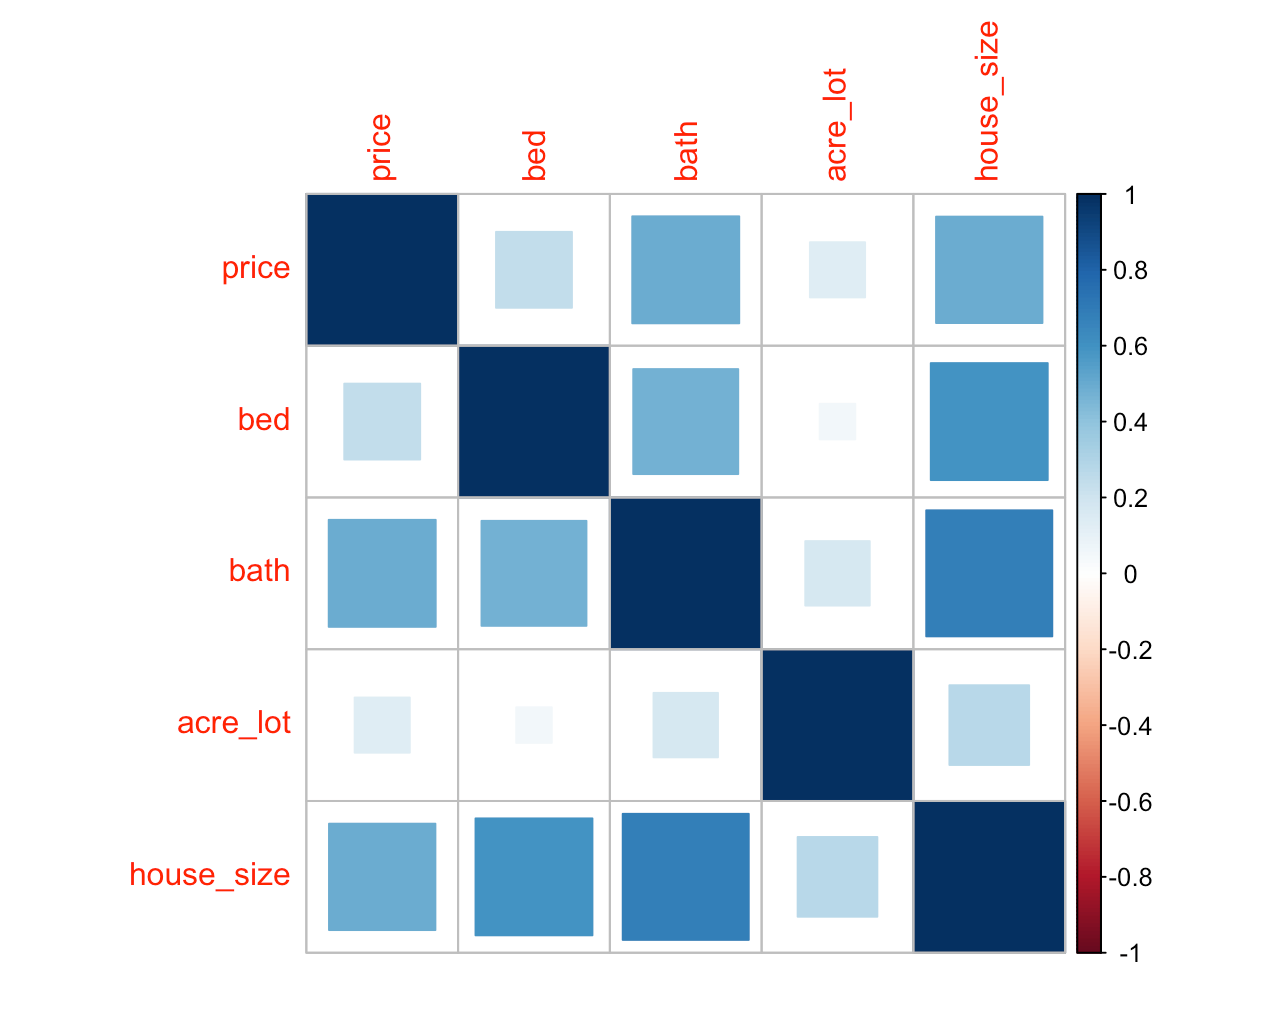 price
bed
bath
acre_lot
house_size
price
bed
bath
acre_lot
house_size
1
0.8
0.6
0.4
0.2
0
-0.2
-0.4
-0.6
-0.8
-1